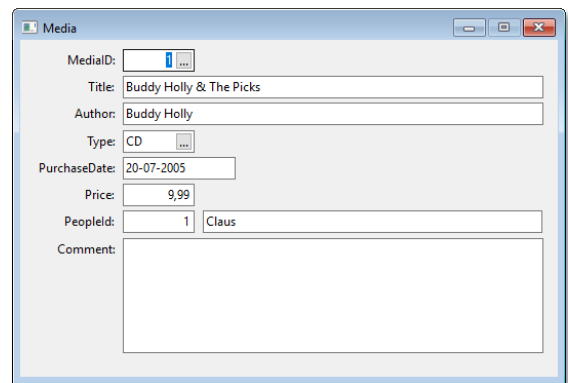 Media
MediaID: 1 ...
Title: Buddy Holly & The Picks
Author: Buddy Holly
Type: CD ...
PurchaseDate: 20-07-2005
Price: 9,99
PeopleId: 1 Claus
Comment: